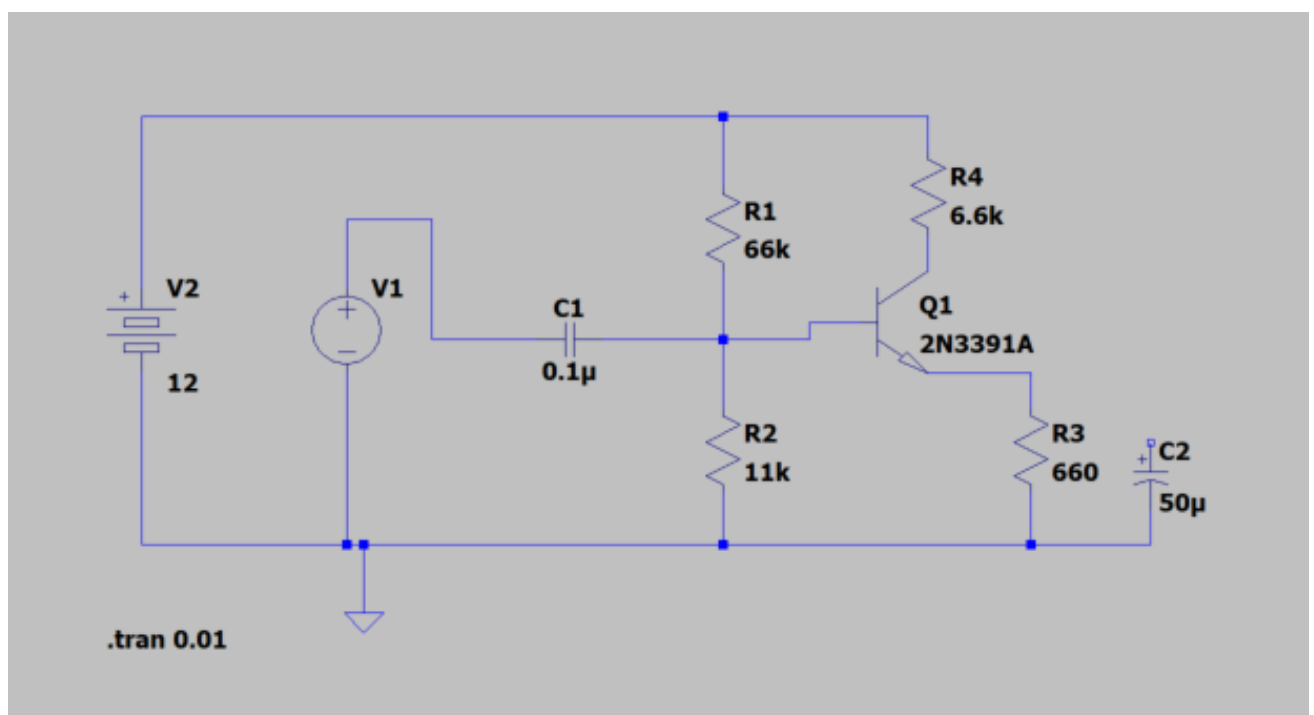 R4
6.6k
R1
66k
+
V2
12
V1
+
−
C1
0.1µ
Q1
2N3391A
R2
11k
R3
660
+
C2
50µ
.tran 0.01